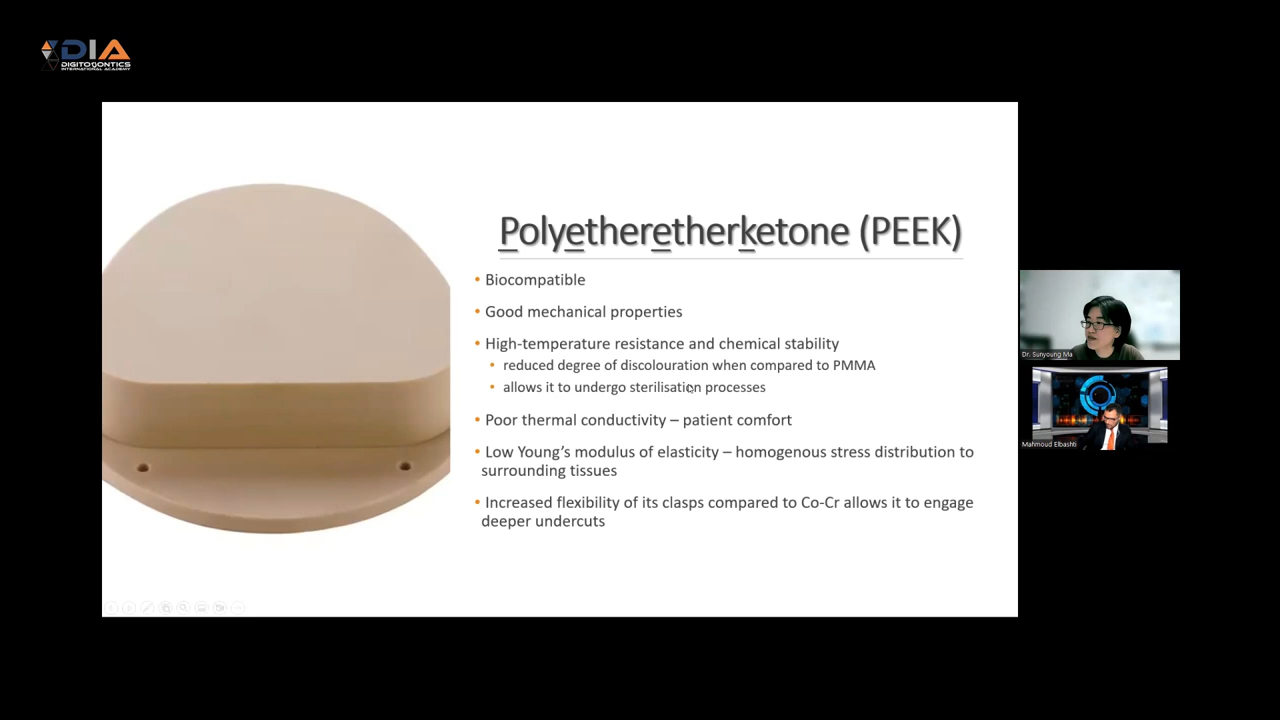 DIA
DIGITODONTICS
INTERNATIONAL ACADEMY
Polyetheretherketone (PEEK)
• Biocompatible
• Good mechanical properties
• High-temperature resistance and chemical stability
• reduced degree of discolouration when compared to PMMA
• allows it to undergo sterilisation processes
• Poor thermal conductivity – patient comfort
• Low Young’s modulus of elasticity – homogenous stress distribution to
surrounding tissues
• Increased flexibility of its clasps compared to Co-Cr allows it to engage
deeper undercuts
Dr. Sunyoung Ma
Mahmoud Elbashti